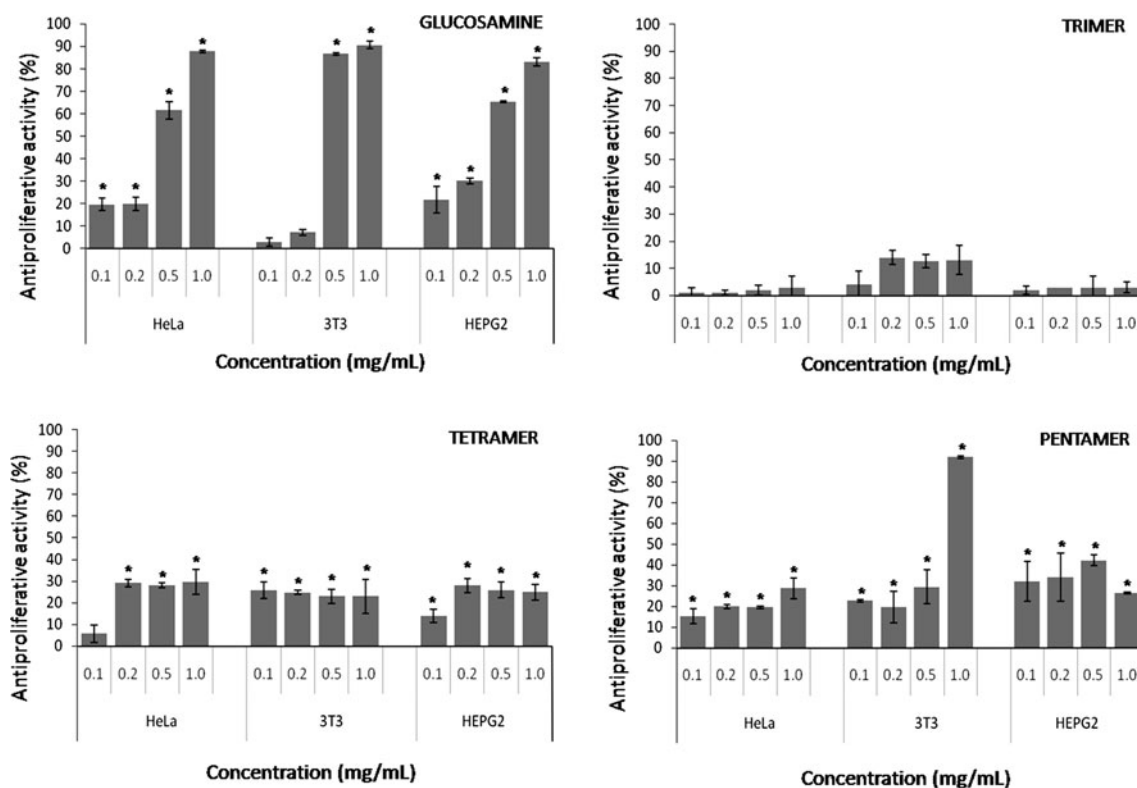 GLUCOSAMINE
Antiproliferative activity (%)
100
90
80
70
60
50
40
30
20
10
0
* * * * * * * * * *
0.1 0.2 0.5 1.0 0.1 0.2 0.5 1.0 0.1 0.2 0.5 1.0
HeLa 3T3 HEPG2
Concentration (mg/mL)
TRIMER
Antiproliferative activity (%)
100
90
80
70
60
50
40
30
20
10
0
0.1 0.2 0.5 1.0 0.1 0.2 0.5 1.0 0.1 0.2 0.5 1.0
HeLa 3T3 HEPG2
Concentration (mg/mL)
TETRAMER
Antiproliferative activity (%)
100
90
80
70
60
50
40
30
20
10
0
* * * * * * * * * * *
0.1 0.2 0.5 1.0 0.1 0.2 0.5 1.0 0.1 0.2 0.5 1.0
HeLa 3T3 HEPG2
Concentration (mg/mL)
PENTAMER
Antiproliferative activity (%)
100
90
80
70
60
50
40
30
20
10
0
* * * * * * * * * * * *
0.1 0.2 0.5 1.0 0.1 0.2 0.5 1.0 0.1 0.2 0.5 1.0
HeLa 3T3 HEPG2
Concentration (mg/mL)